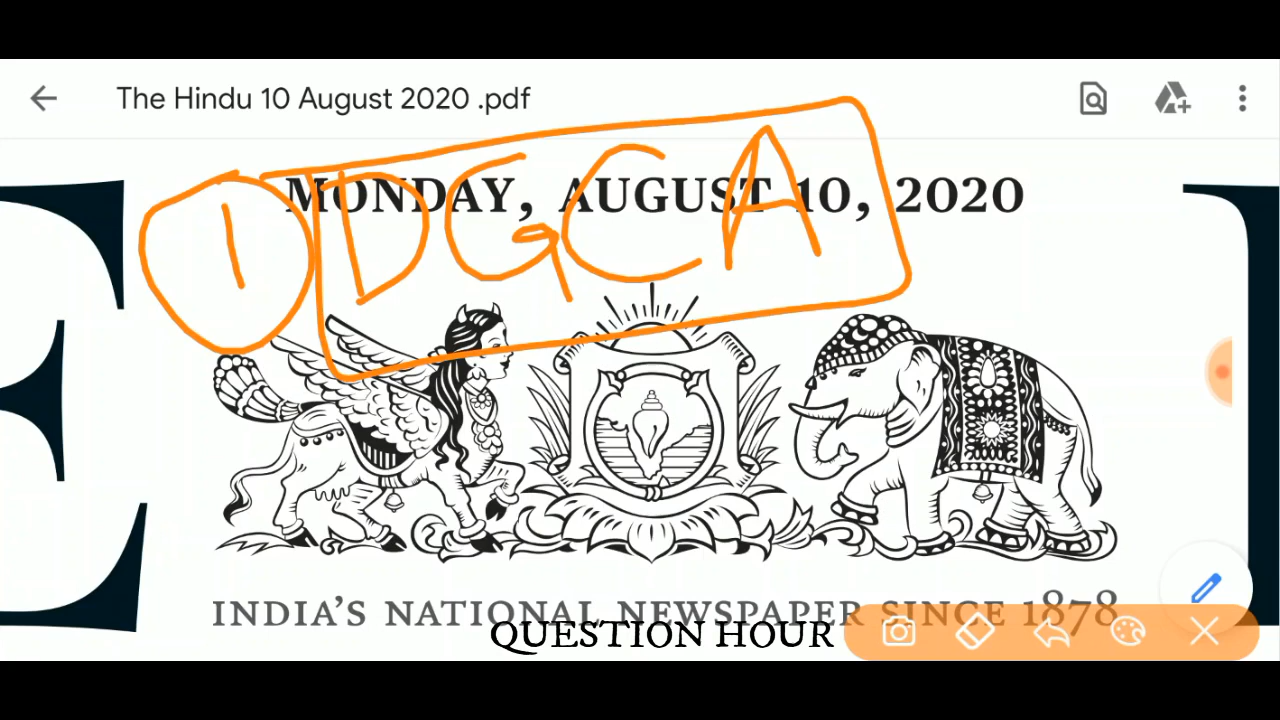 The Hindu 10 August 2020 .pdf
MONDAY, AUGUST 10, 2020
1 DGCA
E
INDIA'S NATIONAL NEWSPAPER SINCE 1878
QUESTION HOUR